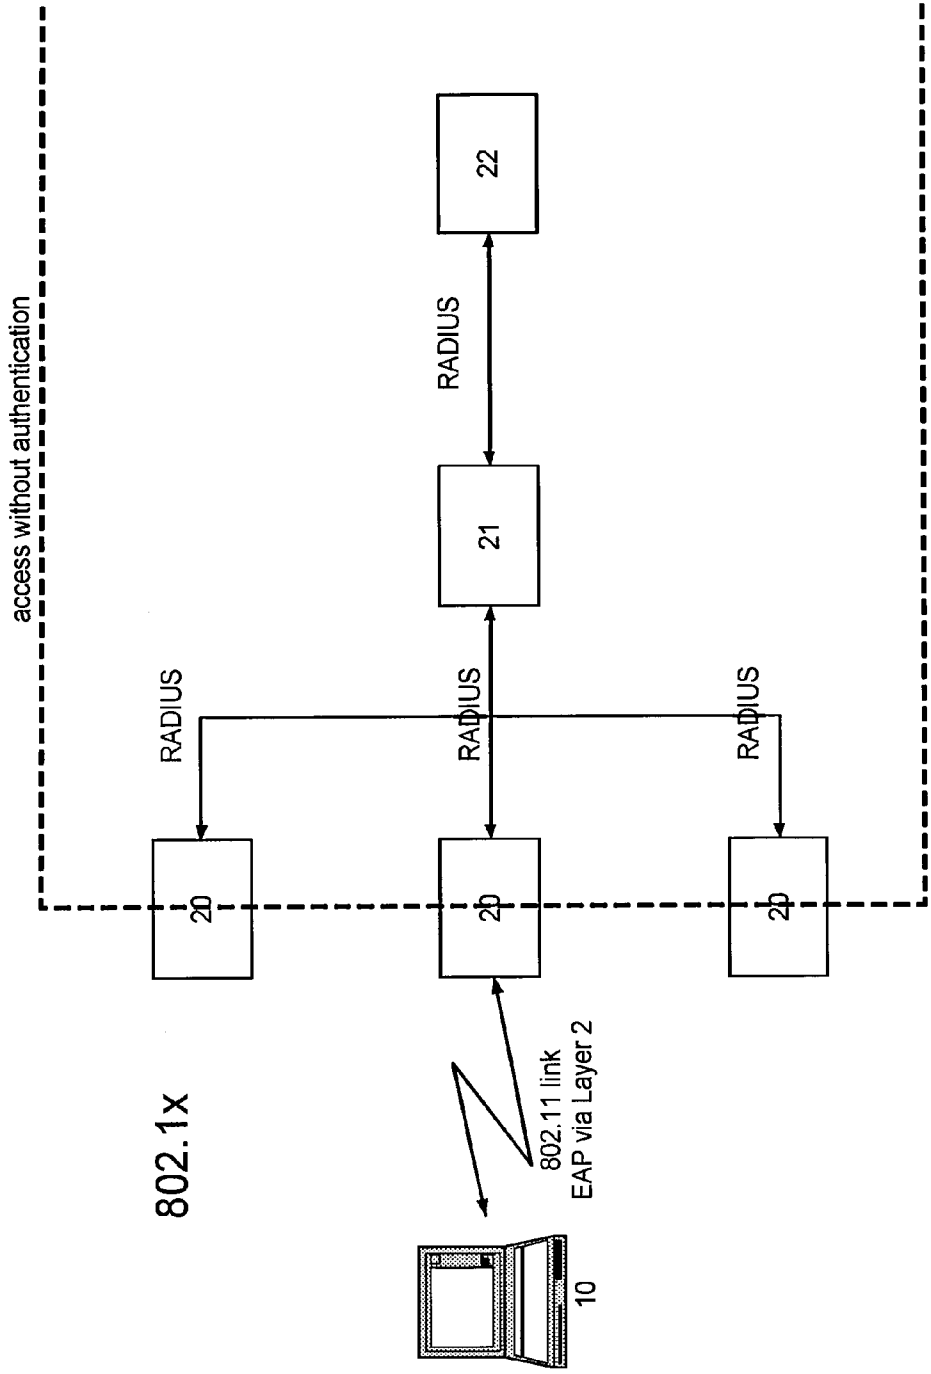 802.1x
access without authentication
10
802.11 link
EAP via Layer 2
20
20
20
RADIUS
RADIUS
RADIUS
21
RADIUS
22